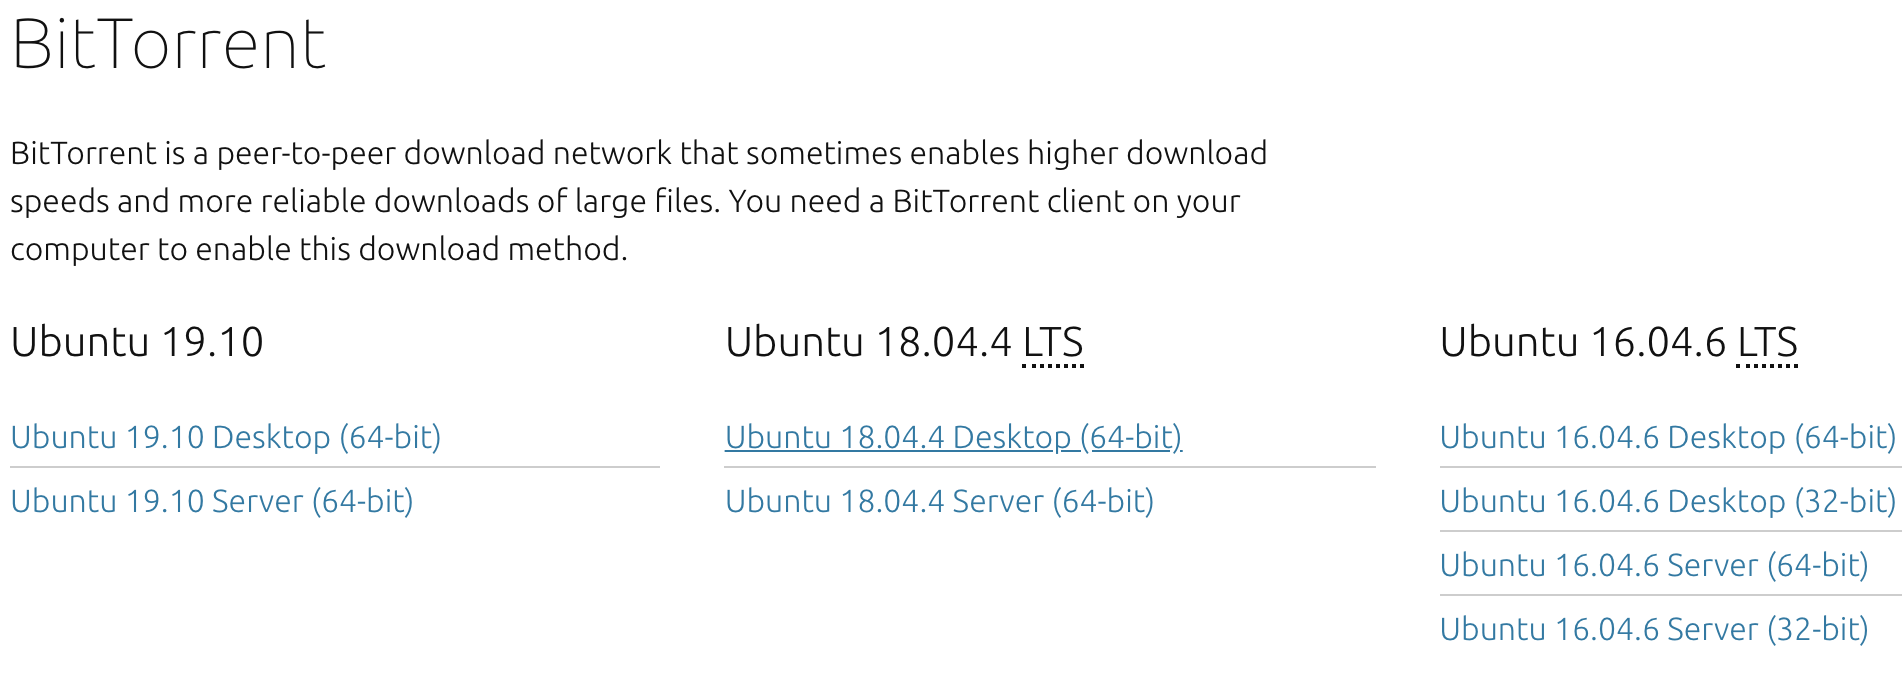 BitTorrent
BitTorrent is a peer-to-peer download network that sometimes enables higher download
speeds and more reliable downloads of large files. You need a BitTorrent client on your
computer to enable this download method.
Ubuntu 19.10
Ubuntu 19.10 Desktop (64-bit)
Ubuntu 19.10 Server (64-bit)
Ubuntu 18.04.4 LTS
Ubuntu 18.04.4 Desktop (64-bit)
Ubuntu 18.04.4 Server (64-bit)
Ubuntu 16.04.6 LTS
Ubuntu 16.04.6 Desktop (64-bit)
Ubuntu 16.04.6 Desktop (32-bit)
Ubuntu 16.04.6 Server (64-bit)
Ubuntu 16.04.6 Server (32-bit)